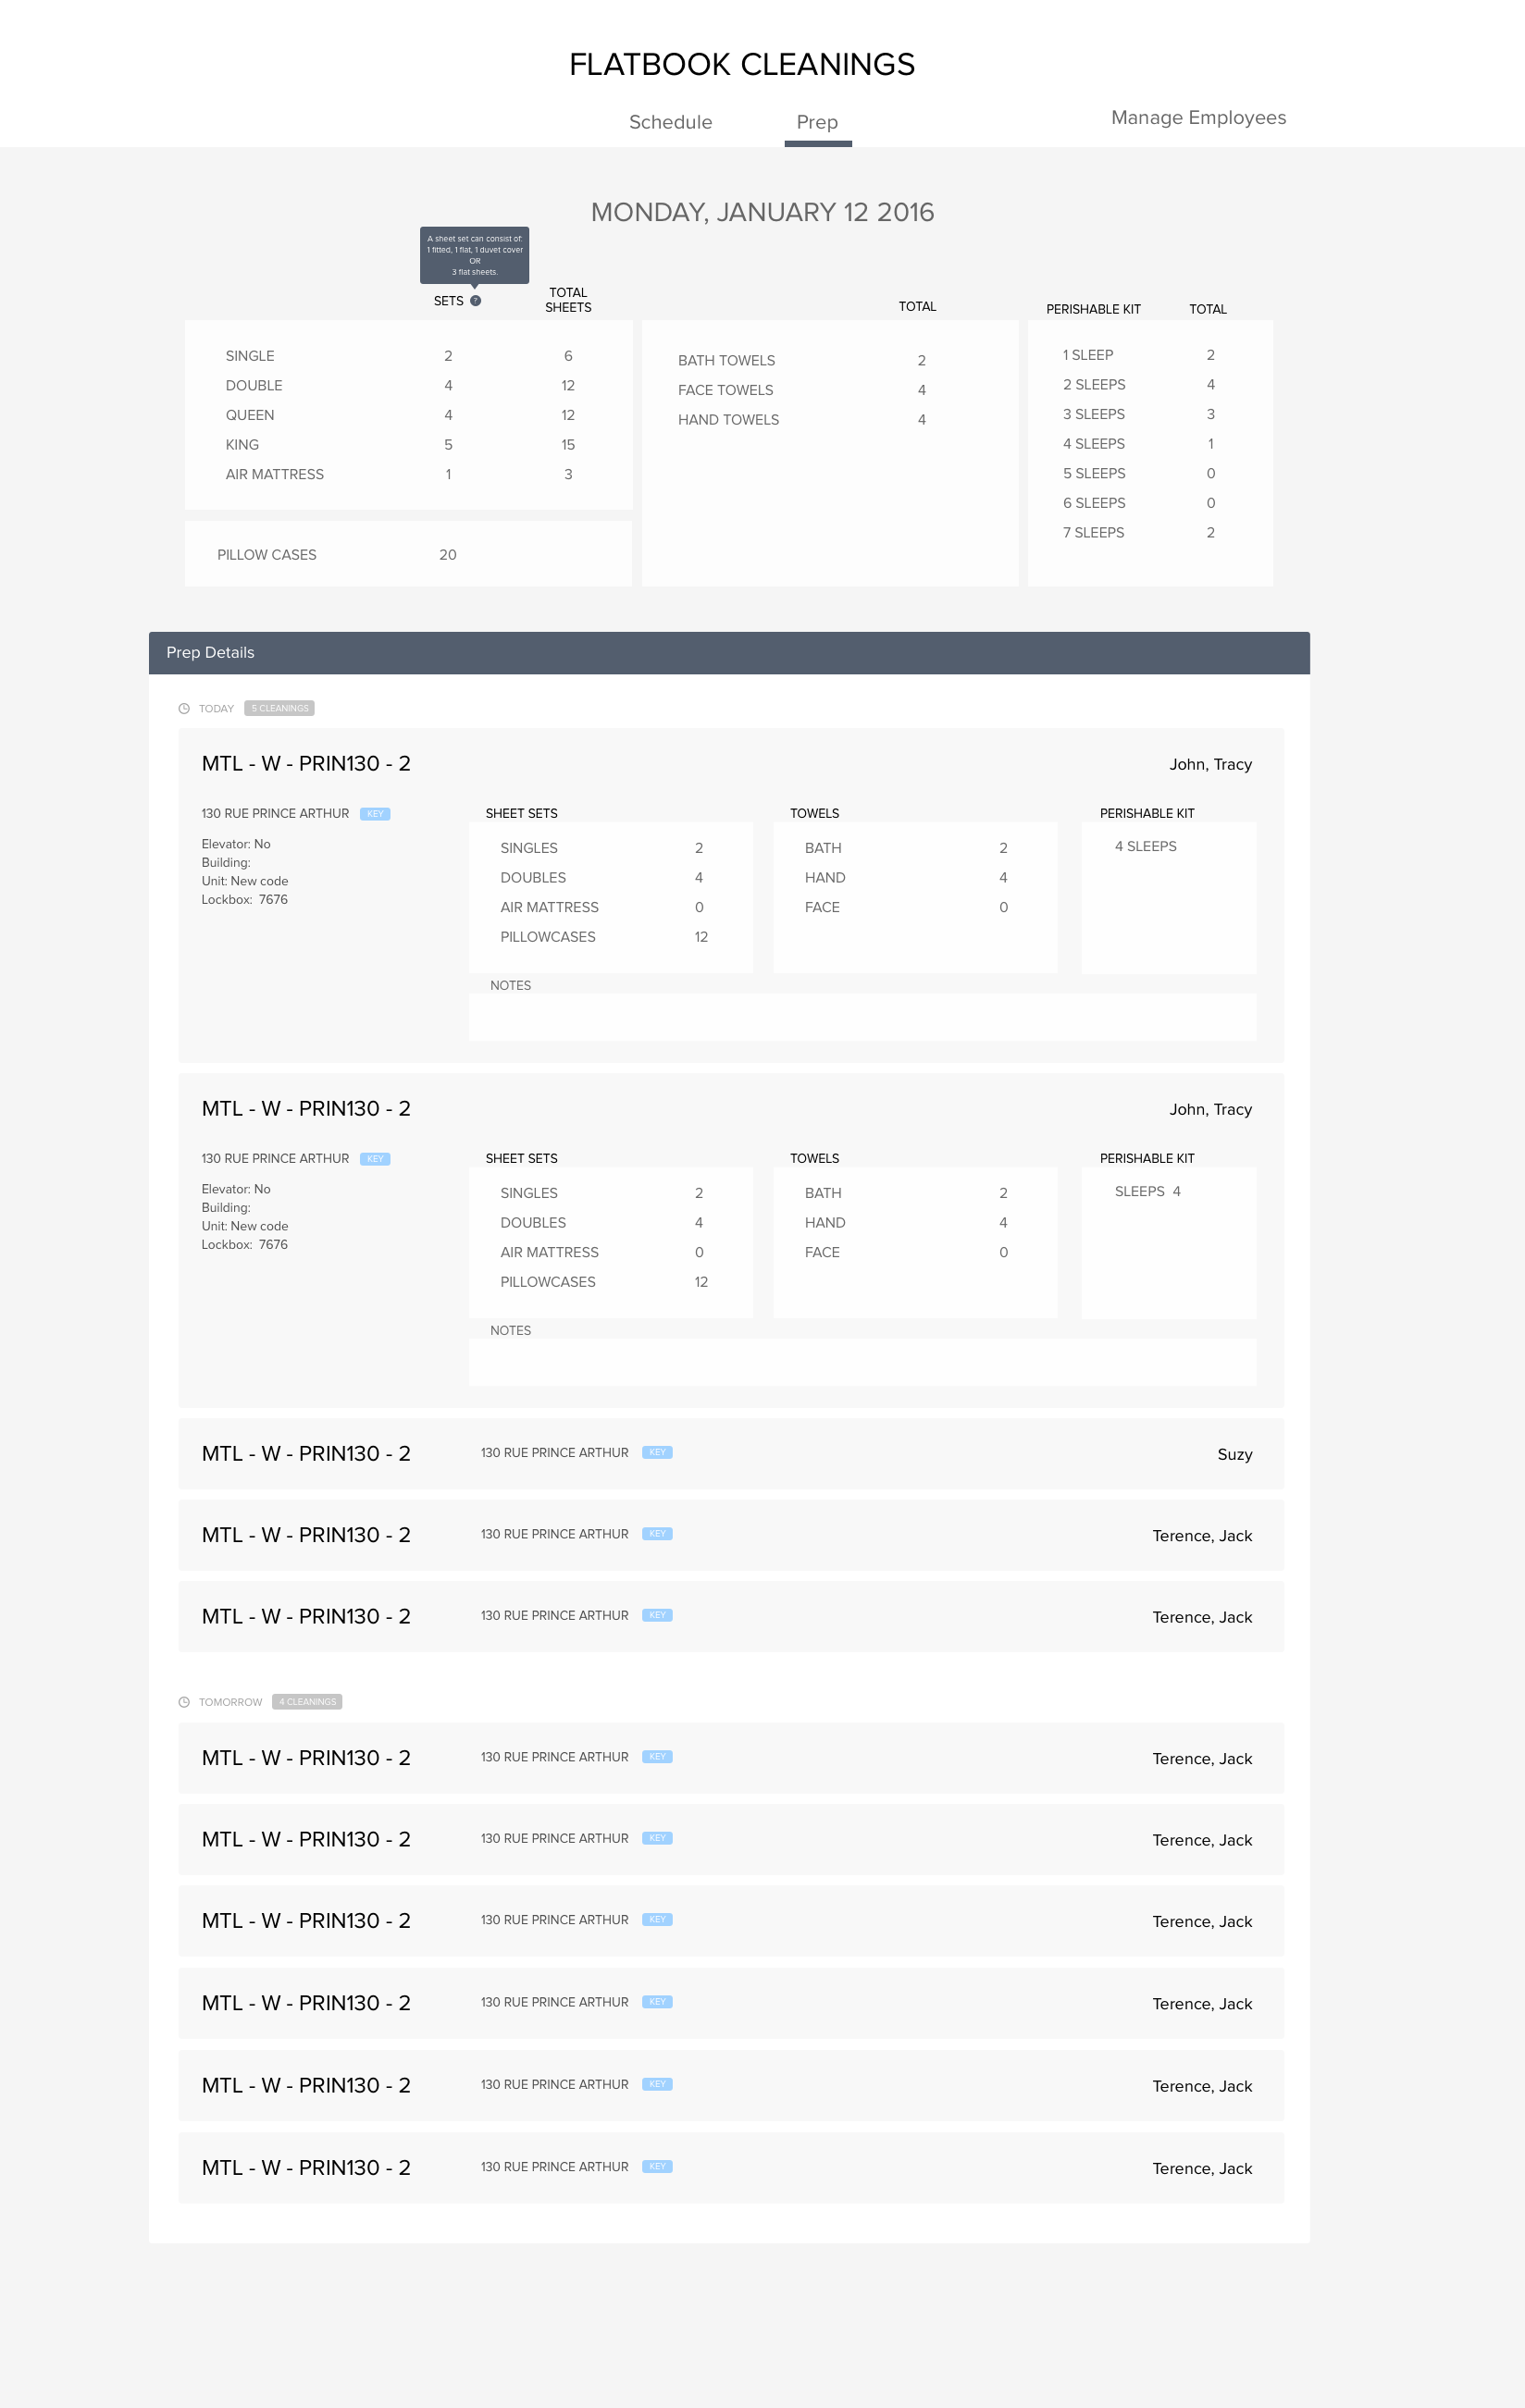 FLATBOOK CLEANINGS
Schedule Prep Manage Employees
MONDAY, JANUARY 12 2016
A sheet set can consist of:
1 fitted, 1 flat, 1 duvet cover
OR
3 flat sheets.
SETS ? TOTAL SHEETS
SINGLE 2 6
DOUBLE 4 12
QUEEN 4 12
KING 5 15
AIR MATTRESS 1 3
PILLOW CASES 20
TOTAL
BATH TOWELS 2
FACE TOWELS 4
HAND TOWELS 4
PERISHABLE KIT TOTAL
1 SLEEP 2
2 SLEEPS 4
3 SLEEPS 3
4 SLEEPS 1
5 SLEEPS 0
6 SLEEPS 0
7 SLEEPS 2
Prep Details
TODAY 5 CLEANINGS
MTL - W - PRIN130 - 2 John, Tracy
130 RUE PRINCE ARTHUR KEY
Elevator: No
Building:
Unit: New code
Lockbox: 7676
SHEET SETS
SINGLES 2
DOUBLES 4
AIR MATTRESS 0
PILLOWCASES 12
TOWELS
BATH 2
HAND 4
FACE 0
PERISHABLE KIT
4 SLEEPS
NOTES
MTL - W - PRIN130 - 2 John, Tracy
130 RUE PRINCE ARTHUR KEY
Elevator: No
Building:
Unit: New code
Lockbox: 7676
SHEET SETS
SINGLES 2
DOUBLES 4
AIR MATTRESS 0
PILLOWCASES 12
TOWELS
BATH 2
HAND 4
FACE 0
PERISHABLE KIT
SLEEPS 4
NOTES
MTL - W - PRIN130 - 2 130 RUE PRINCE ARTHUR KEY Suzy
MTL - W - PRIN130 - 2 130 RUE PRINCE ARTHUR KEY Terence, Jack
MTL - W - PRIN130 - 2 130 RUE PRINCE ARTHUR KEY Terence, Jack
TOMORROW 4 CLEANINGS
MTL - W - PRIN130 - 2 130 RUE PRINCE ARTHUR KEY Terence, Jack
MTL - W - PRIN130 - 2 130 RUE PRINCE ARTHUR KEY Terence, Jack
MTL - W - PRIN130 - 2 130 RUE PRINCE ARTHUR KEY Terence, Jack
MTL - W - PRIN130 - 2 130 RUE PRINCE ARTHUR KEY Terence, Jack
MTL - W - PRIN130 - 2 130 RUE PRINCE ARTHUR KEY Terence, Jack
MTL - W - PRIN130 - 2 130 RUE PRINCE ARTHUR KEY Terence, Jack